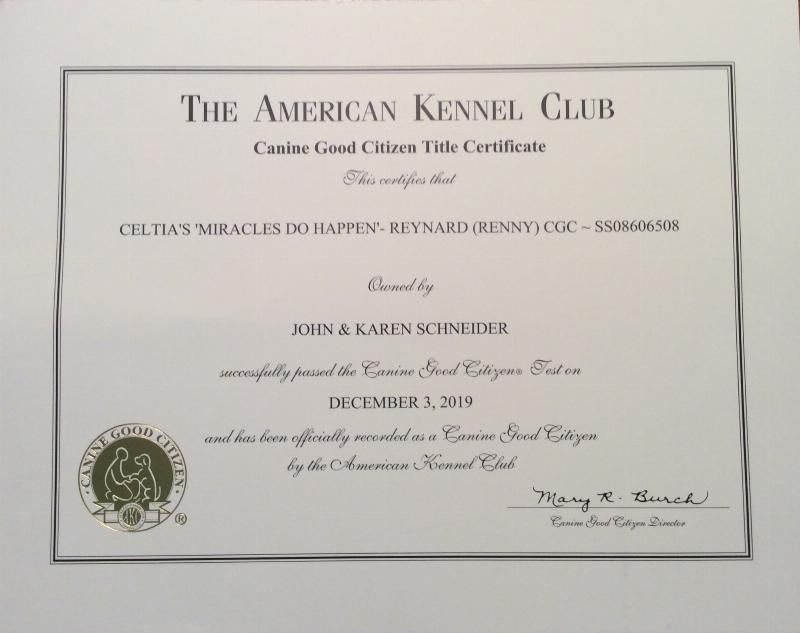 THE AMERICAN KENNEL CLUB
Canine Good Citizen Title Certificate
This certifies that
CELTIA'S 'MIRACLES DO HAPPEN'- REYNARD (RENNY) CGC ~ SS08606508
Owned by
JOHN & KAREN SCHNEIDER
successfully passed the Canine Good Citizen® Test on
DECEMBER 3, 2019
and has been officially recorded as a Canine Good Citizen
by the American Kennel Club
CANINE GOOD CITIZEN
AKC
®
Mary R. Burch
Canine Good Citizen Director